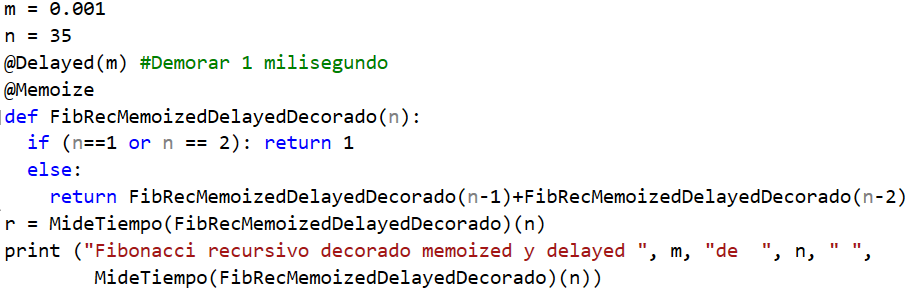 m = 0.001
n = 35
@Delayed(m) #Demorar 1 milisegundo
@Memoize
def FibRecMemoizedDelayedDecorado(n):
  if (n==1 or n == 2): return 1
  else:
    return FibRecMemoizedDelayedDecorado(n-1)+FibRecMemoizedDelayedDecorado(n-2)
r = MideTiempo(FibRecMemoizedDelayedDecorado)(n)
print ("Fibonacci recursivo decorado memoized y delayed ", m, "de  ", n, " ",
        MideTiempo(FibRecMemoizedDelayedDecorado)(n))